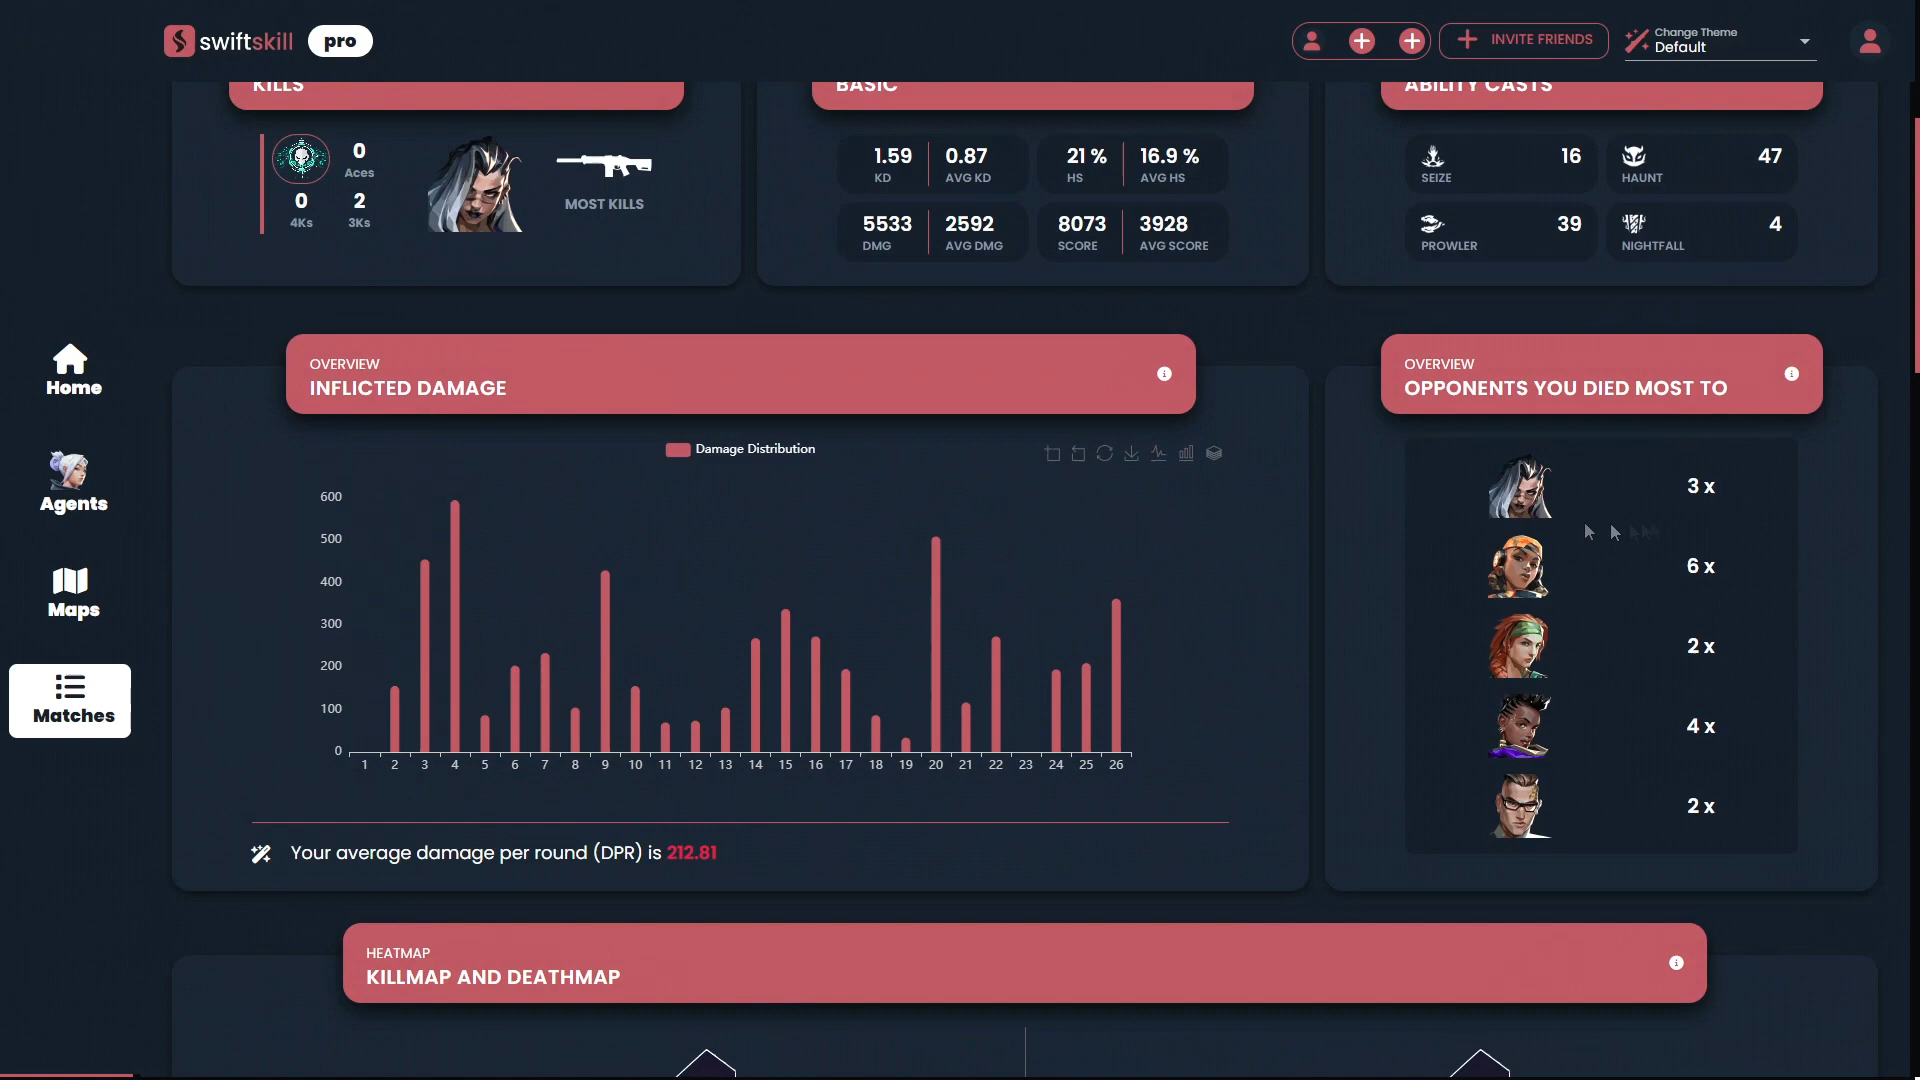 swiftskill pro
INVITE FRIENDS
Change Theme
Default
KILLS
BASIC
ABILITY CASTS
0
Aces
0
4Ks
2
3Ks
MOST KILLS
1.59
KD
0.87
AVG KD
21 %
HS
16.9 %
AVG HS
5533
DMG
2592
AVG DMG
8073
SCORE
3928
AVG SCORE
16
SEIZE
47
HAUNT
39
PROWLER
4
NIGHTFALL
Home
Agents
Maps
Matches
OVERVIEW
INFLICTED DAMAGE
Damage Distribution
600
500
400
300
200
100
0
1 2 3 4 5 6 7 8 9 10 11 12 13 14 15 16 17 18 19 20 21 22 23 24 25 26
Your average damage per round (DPR) is 212.81
OVERVIEW
OPPONENTS YOU DIED MOST TO
3 x
6 x
2 x
4 x
2 x
HEATMAP
KILLMAP AND DEATHMAP